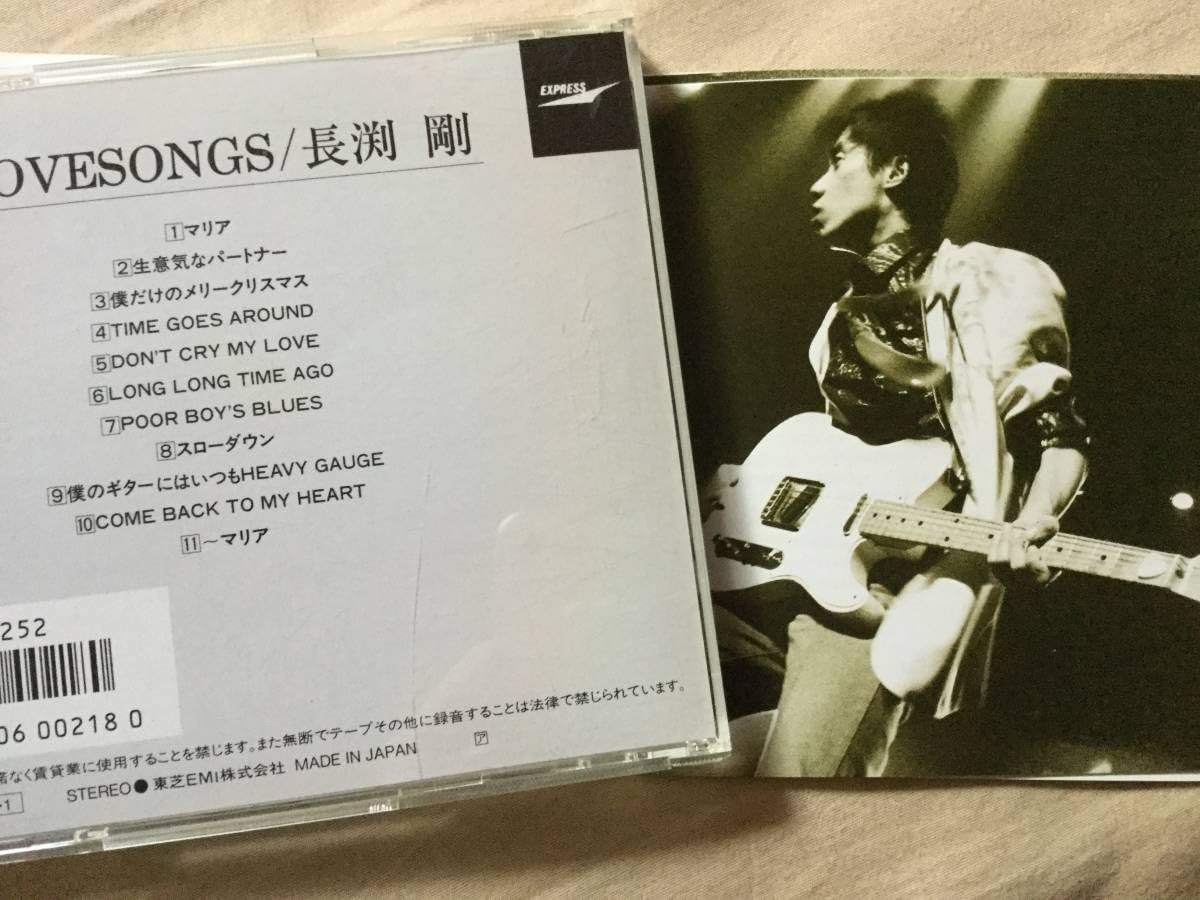 EXPRESS
OVESONGS/長渕 剛
1マリア
2生意気なパートナー
3僕だけのメリークリスマス
4TIME GOES AROUND
5DON'T CRY MY LOVE
6LONG LONG TIME AGO
7POOR BOY'S BLUES
8スローダウン
9僕のギターにはいつもHEAVY GAUGE
10COME BACK TO MY HEART
11〜マリア
252
06 00218 0
なく賃貸業に使用することを禁じます。また無断でテープその他に録音することは法律で禁じられています。
STEREO● 東芝EMI株式会社 MADE IN JAPAN ア
1